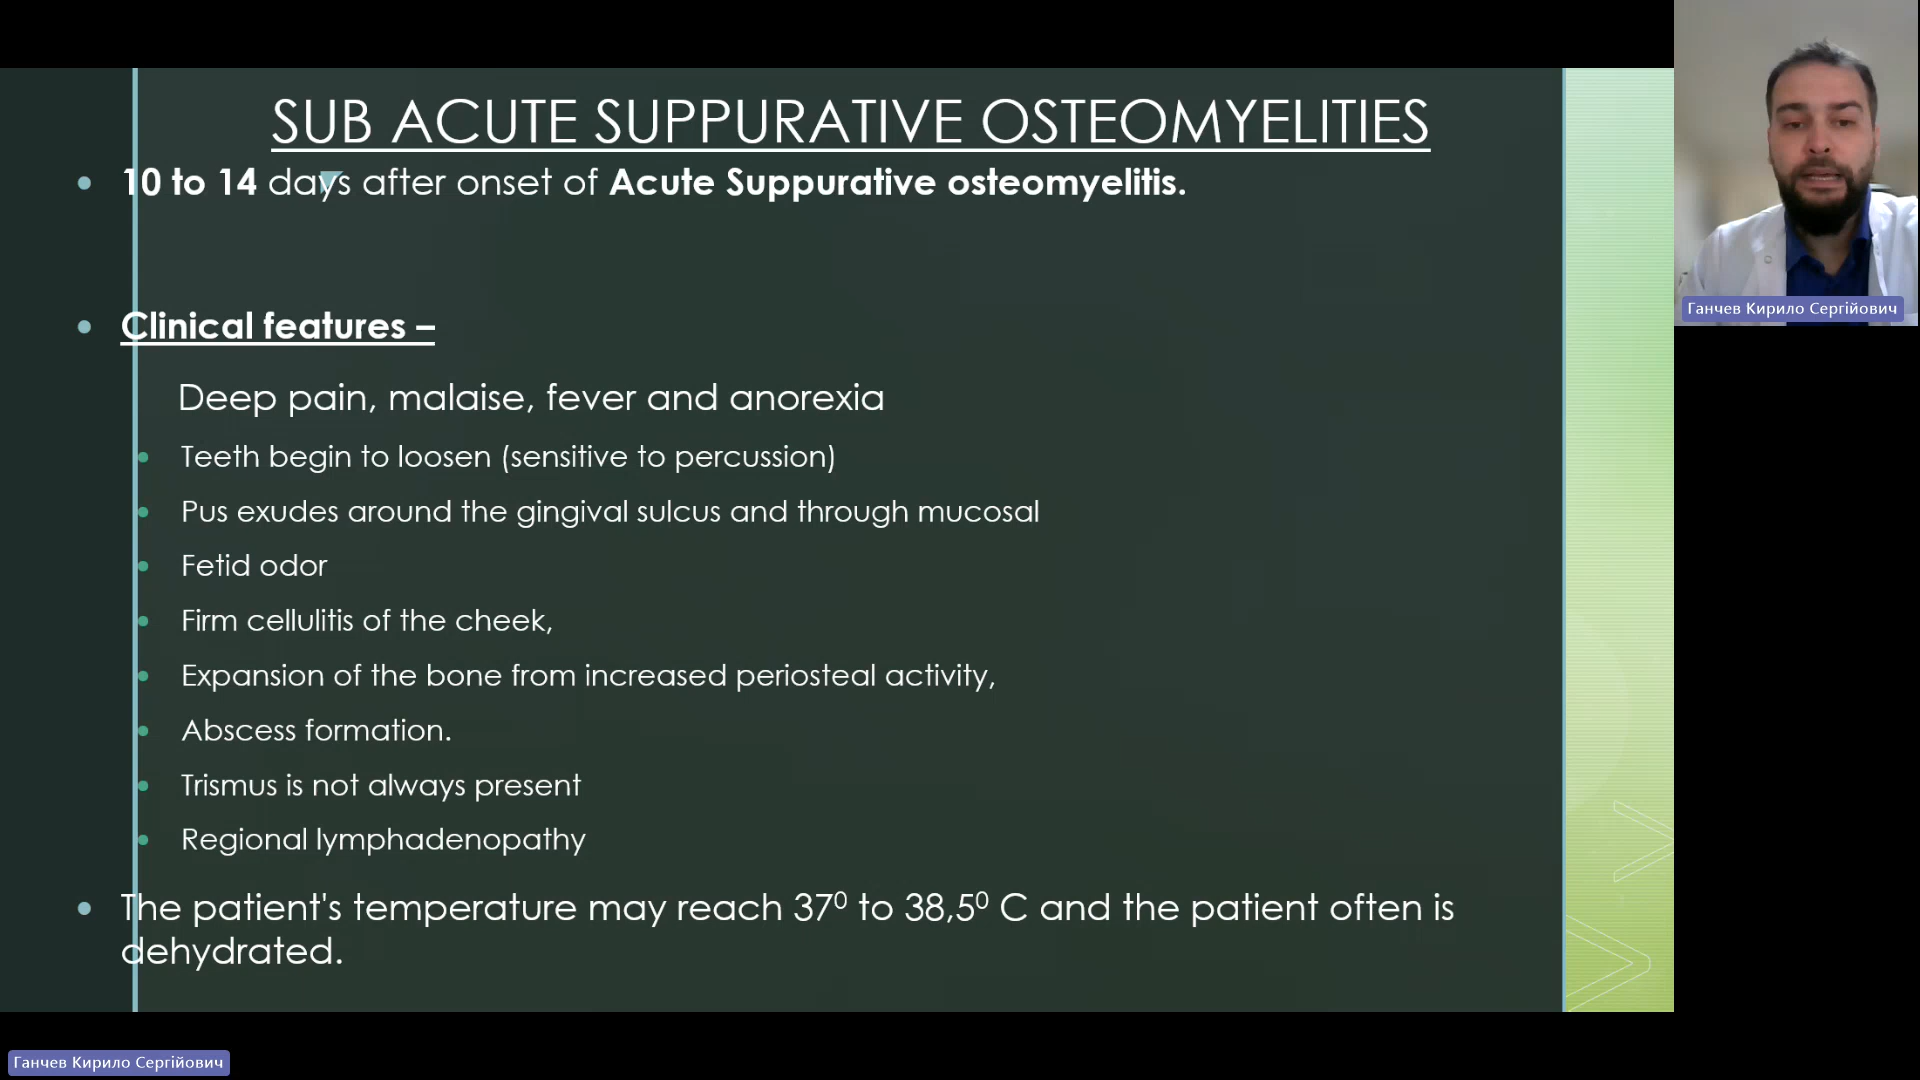 SUB ACUTE SUPPURATIVE OSTEOMYELITIES
10 to 14 days after onset of Acute Suppurative osteomyelitis.
Clinical features –
Deep pain, malaise, fever and anorexia
Teeth begin to loosen (sensitive to percussion)
Pus exudes around the gingival sulcus and through mucosal
Fetid odor
Firm cellulitis of the cheek,
Expansion of the bone from increased periosteal activity,
Abscess formation.
Trismus is not always present
Regional lymphadenopathy
The patient's temperature may reach 37⁰ to 38,5⁰ C and the patient often is
dehydrated.
Ганчев Кирило Сергійович
Ганчев Кирило Сергійович